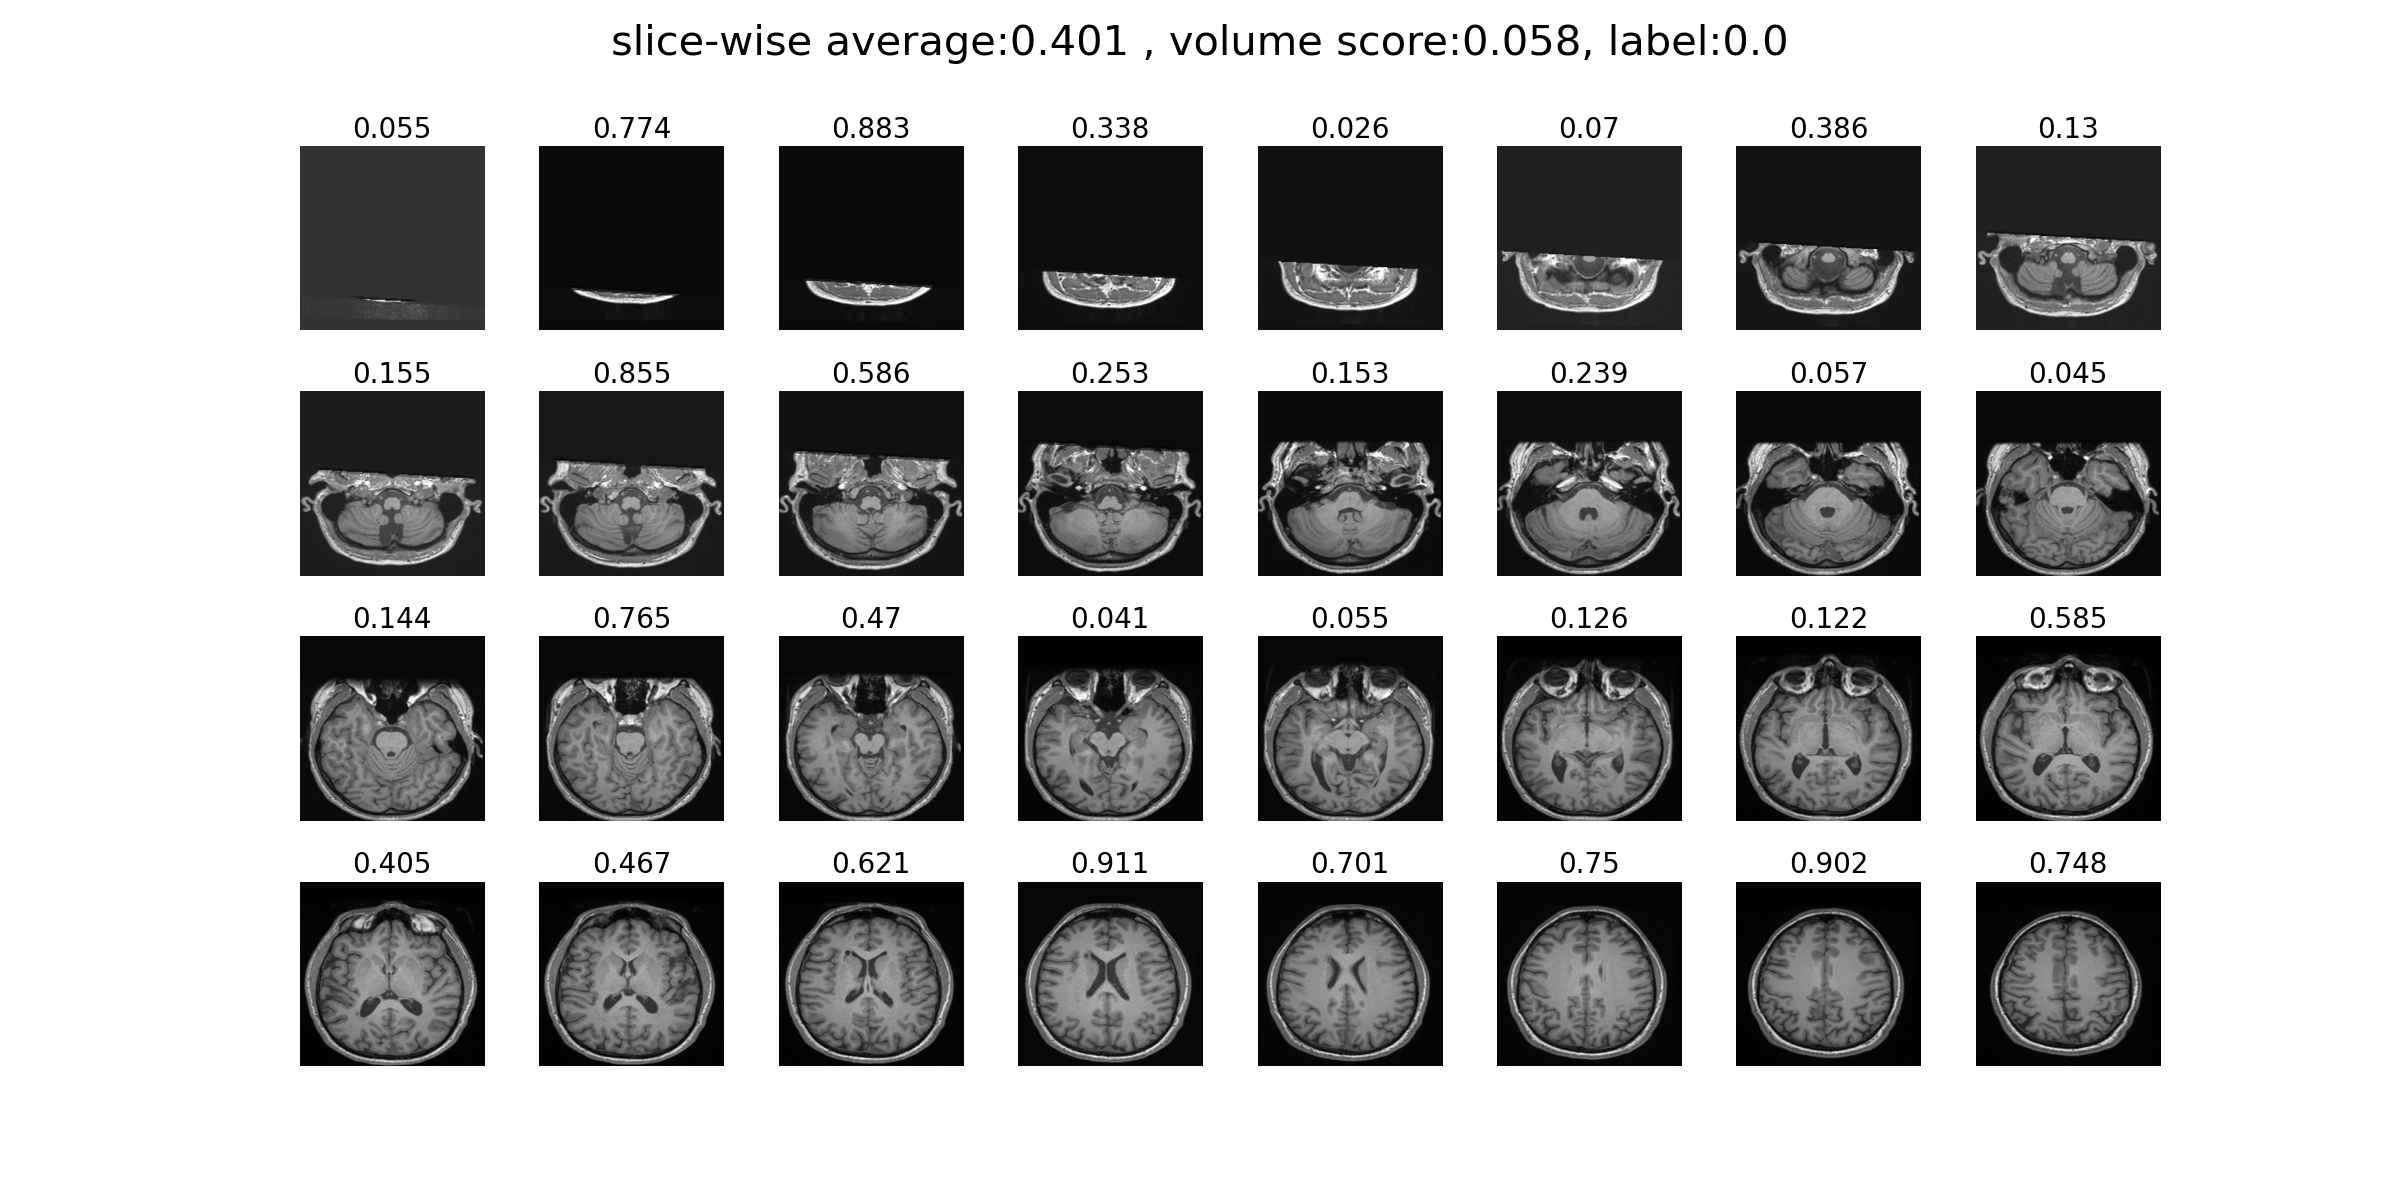 slice-wise average:0.401 , volume score:0.058, label:0.0
0.055 0.774 0.883 0.338 0.026 0.07 0.386 0.13
0.155 0.855 0.586 0.253 0.153 0.239 0.057 0.045
0.144 0.765 0.47 0.041 0.055 0.126 0.122 0.585
0.405 0.467 0.621 0.911 0.701 0.75 0.902 0.748